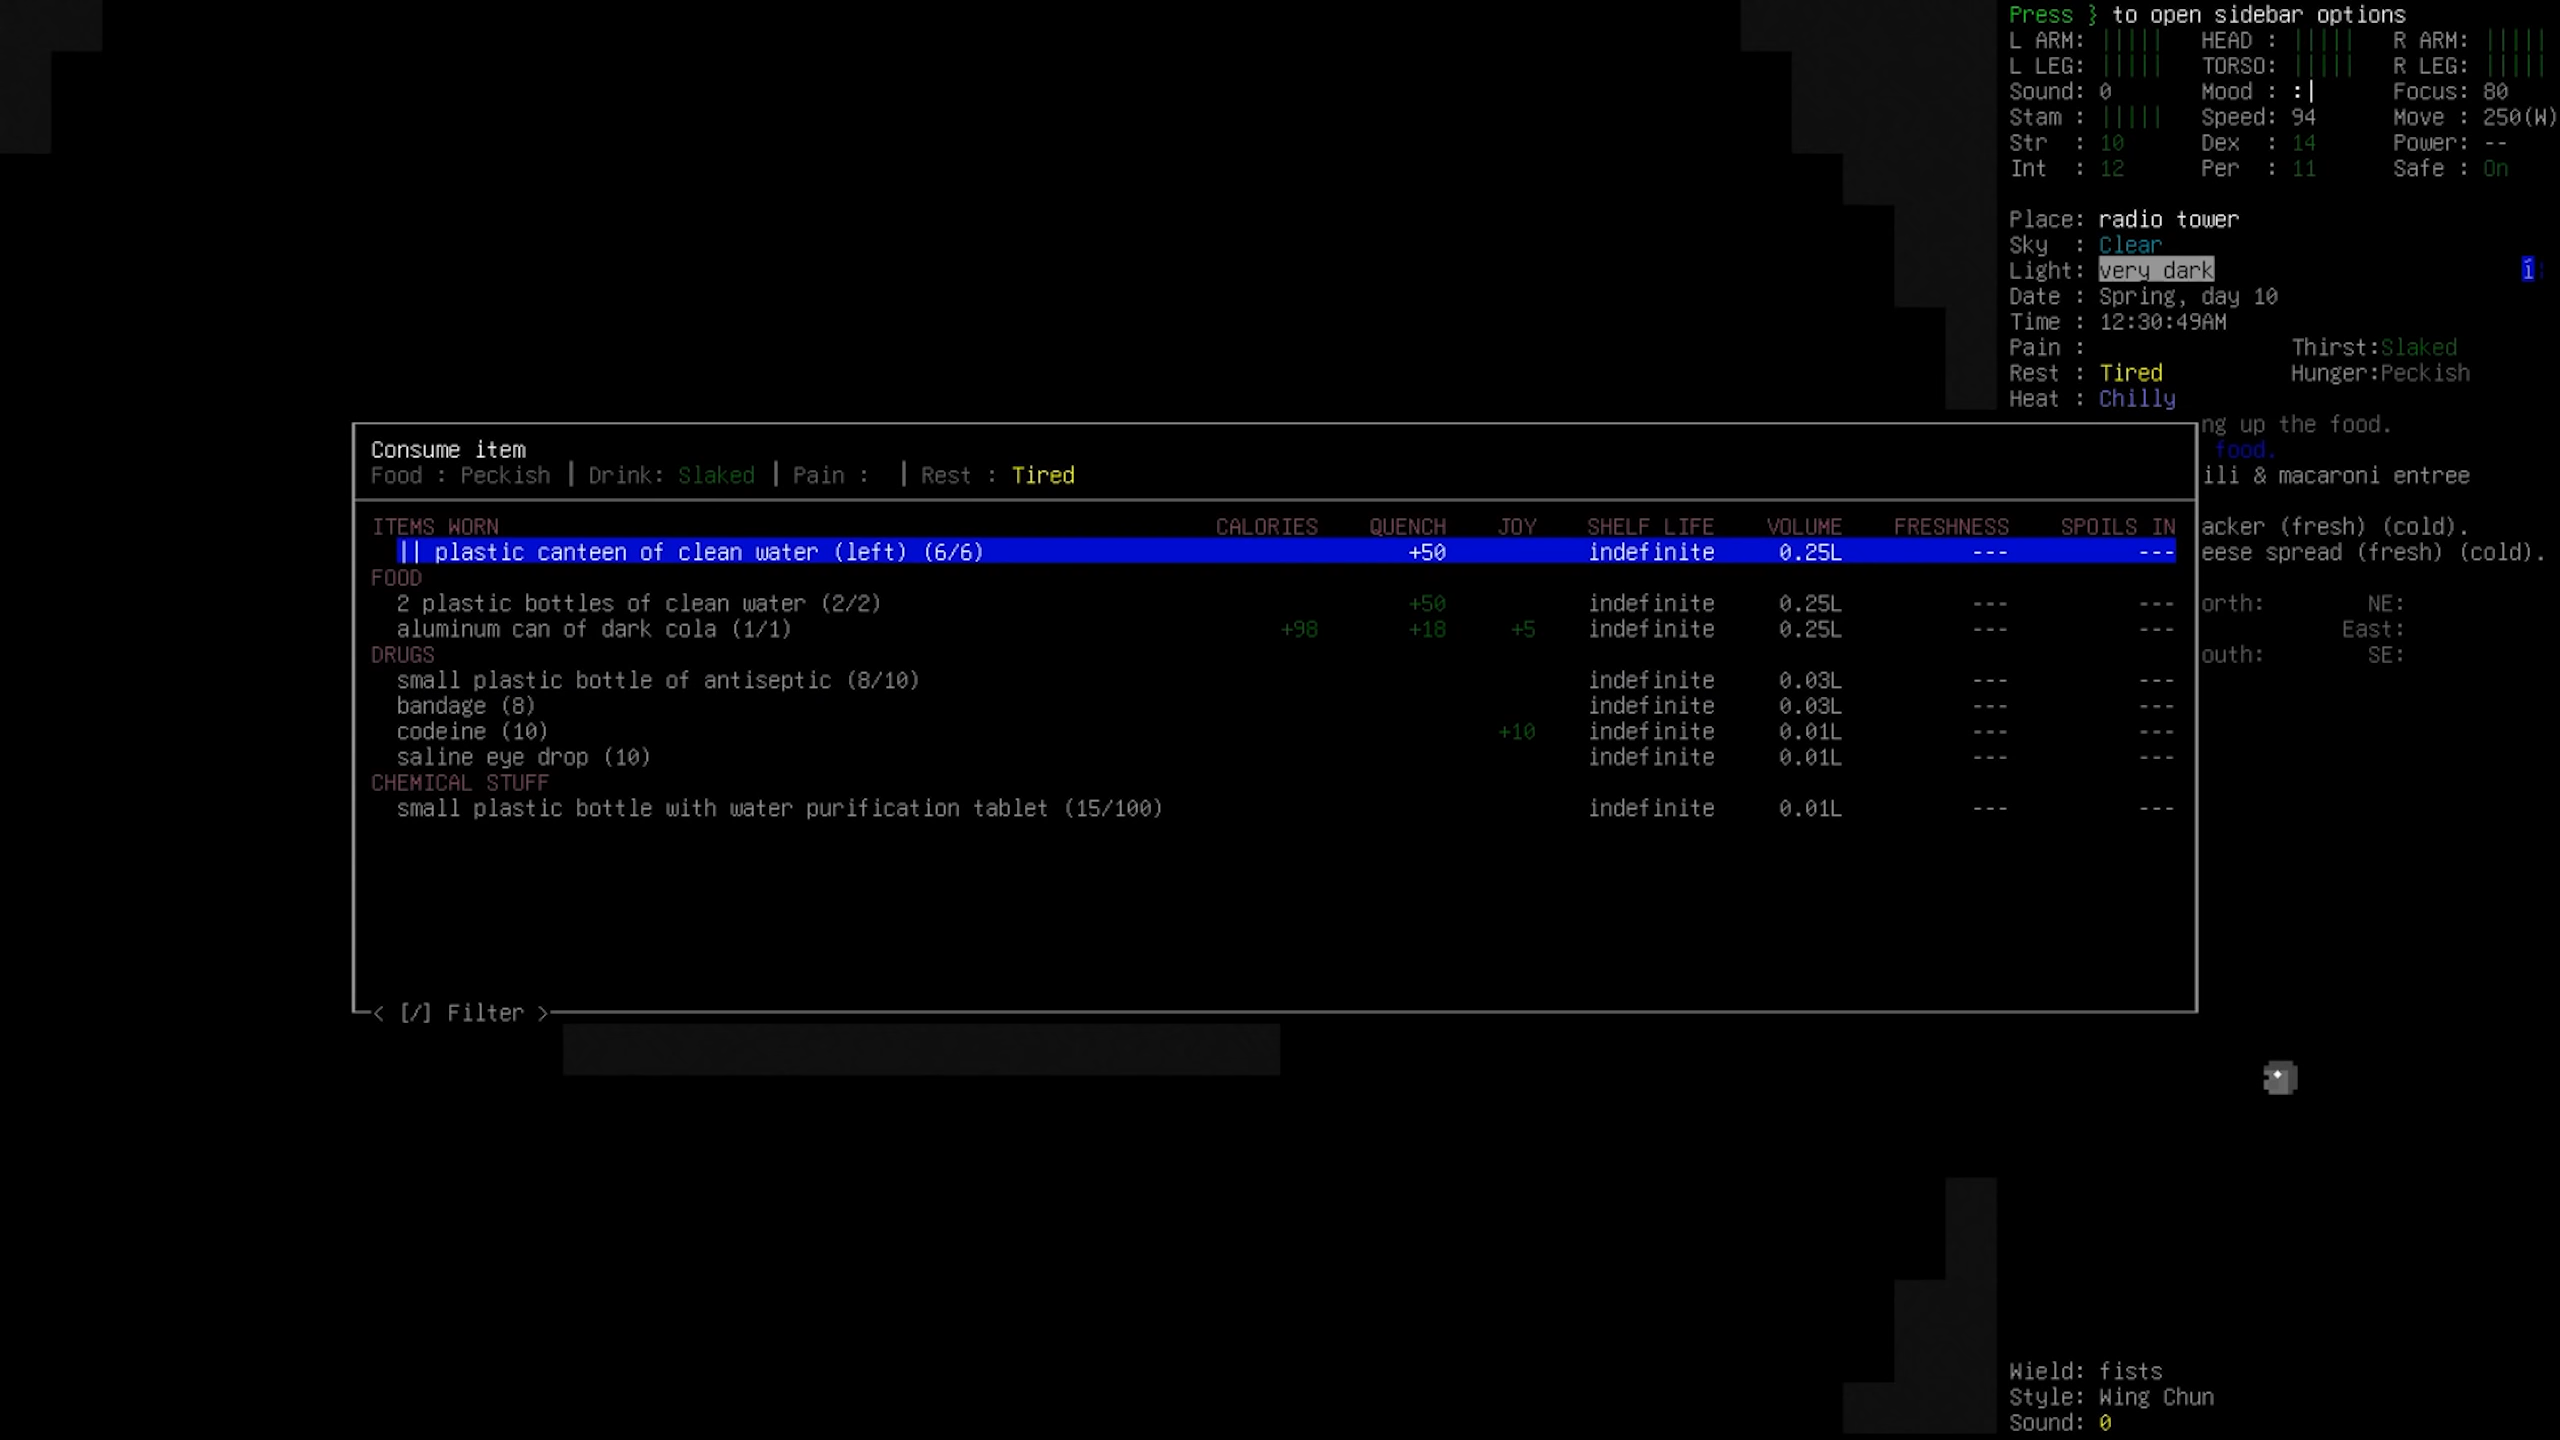 Press } to open sidebar options
L ARM: ||||| HEAD : ||||| R ARM: |||||
L LEG: ||||| TORSO: ||||| R LEG: |||||
Sound: 0 Mood : :| Focus: 80
Stam : ||||| Speed: 94 Move : 250(W)
Str : 10 Dex : 14 Power: --
Int : 12 Per : 11 Safe : On
Place: radio tower
Sky : Clear
Light: very dark
Date : Spring, day 10
Time : 12:30:49AM
Pain : Thirst:Slaked
Rest : Tired Hunger:Peckish
Heat : Chilly
ng up the food.
food.
ili & macaroni entree
acker (fresh) (cold).
eese spread (fresh) (cold).
orth: NE:
East:
outh: SE:
Consume item
Food : Peckish | Drink: Slaked | Pain : | Rest : Tired
ITEMS WORN CALORIES QUENCH JOY SHELF LIFE VOLUME FRESHNESS SPOILS IN
|| plastic canteen of clean water (left) (6/6) +50 indefinite 0.25L --- ---
FOOD
2 plastic bottles of clean water (2/2) +50 indefinite 0.25L --- ---
aluminum can of dark cola (1/1) +98 +18 +5 indefinite 0.25L --- ---
DRUGS
small plastic bottle of antiseptic (8/10) indefinite 0.03L --- ---
bandage (8) indefinite 0.03L --- ---
codeine (10) +10 indefinite 0.01L --- ---
saline eye drop (10) indefinite 0.01L --- ---
CHEMICAL STUFF
small plastic bottle with water purification tablet (15/100) indefinite 0.01L --- ---
< [/] Filter >
Wield: fists
Style: Wing Chun
Sound: 0